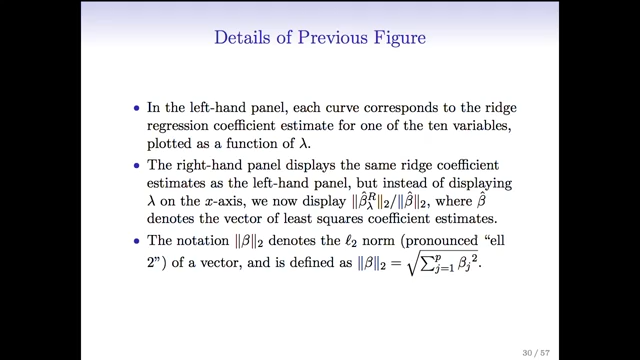 Details of Previous Figure
• In the left-hand panel, each curve corresponds to the ridge
regression coefficient estimate for one of the ten variables,
plotted as a function of λ.
• The right-hand panel displays the same ridge coefficient
estimates as the left-hand panel, but instead of displaying
λ on the x-axis, we now display ‖β̂^R_λ‖₂/‖β̂‖₂, where β̂
denotes the vector of least squares coefficient estimates.
• The notation ‖β‖₂ denotes the ℓ₂ norm (pronounced “ell
2”) of a vector, and is defined as ‖β‖₂ = √(∑^p_{j=1} β_j²).
30 / 57